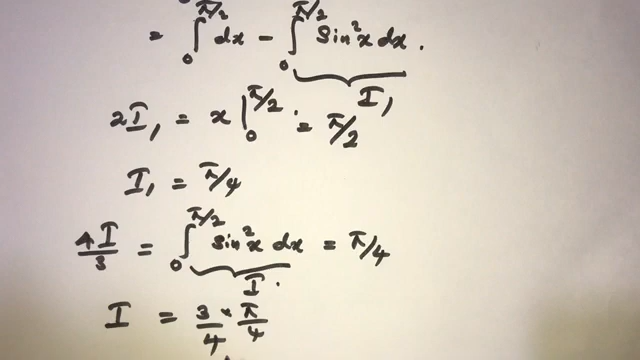 = ∫₀^π/2 dx − ∫₀^π/2 Sin²x dx.
I₁
2I₁ = x |₀^π/2 = π/2
I₁ = π/4
4I/3 = ∫₀^π/2 Sin²x dx = π/4
I.
I = 3/4 × π/4